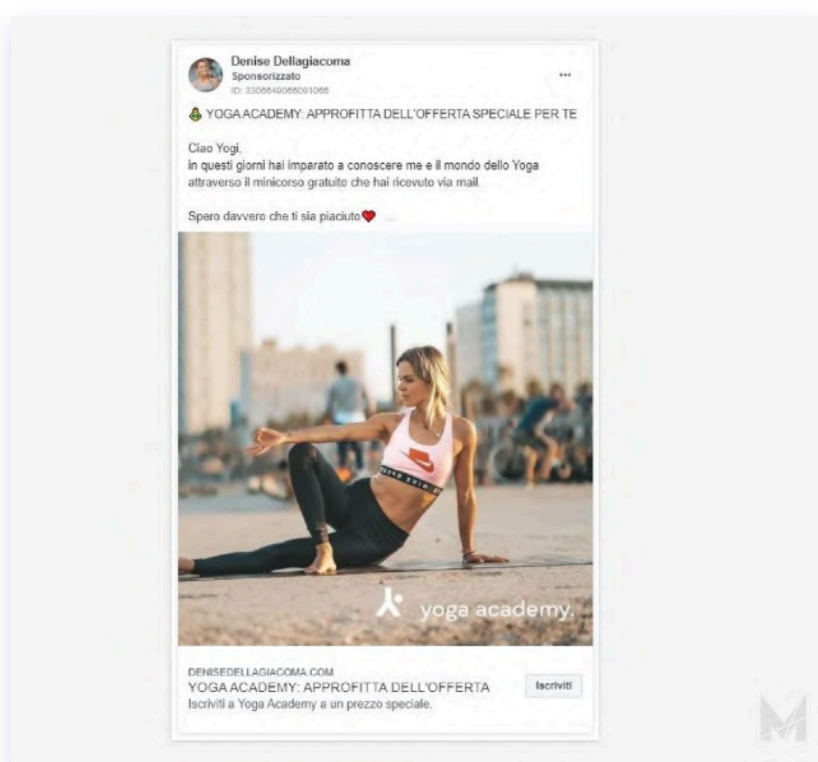 Denise Dellagiacoma
Sponsorizzato
ID: 3306649066091066
YOGA ACADEMY: APPROFITTA DELL'OFFERTA SPECIALE PER TE
Ciao Yogi,
in questi giorni hai imparato a conoscere me e il mondo dello Yoga
attraverso il minicorso gratuito che hai ricevuto via mail.
Spero davvero che ti sia piaciuto❤️ ...
yoga academy.
DENISEDELLAGIACOMA.COM
YOGA ACADEMY: APPROFITTA DELL'OFFERTA
Iscriviti a Yoga Academy a un prezzo speciale.
Iscriviti